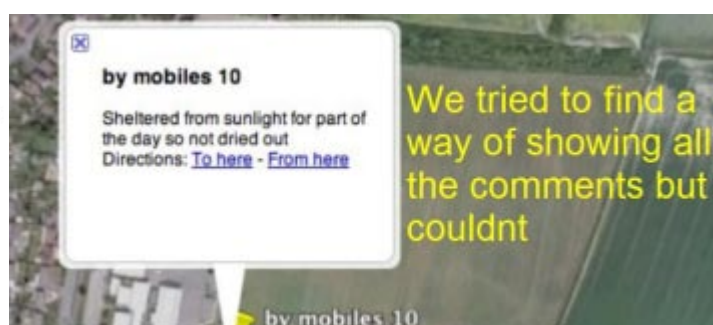 by mobiles 10
Sheltered from sunlight for part of
the day so not dried out
Directions: To here - From here
We tried to find a
way of showing all
the comments but
couldnt
by mobiles 10